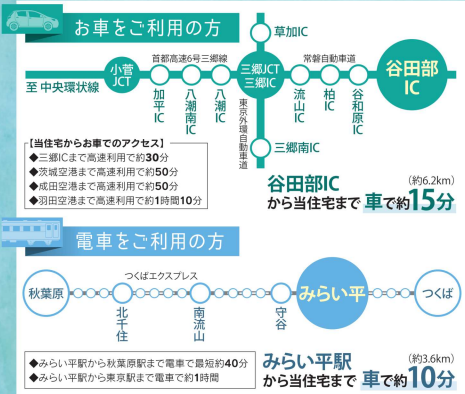 お車をご利用の方
草加IC
首都高速6号三郷線
常磐自動車道
至 中央環状線
小菅
JCT
加平IC
八潮南IC
八潮IC
三郷JCT
三郷IC
流山IC
柏IC
谷和原IC
谷田部
IC
東京外環自動車道
三郷南IC
【当住宅からお車でのアクセス】
◆三郷ICまで高速利用で約30分
◆茨城空港まで高速利用で約50分
◆成田空港まで高速利用で約50分
◆羽田空港まで高速利用で約1時間10分
谷田部IC (約6.2km)
から当住宅まで 車で約15分
電車をご利用の方
つくばエクスプレス
秋葉原
北千住
南流山
守谷
みらい平
つくば
◆みらい平駅から秋葉原駅まで電車で最短約40分
◆みらい平駅から東京駅まで電車で約1時間
みらい平駅 (約3.6km)
から当住宅まで 車で約10分